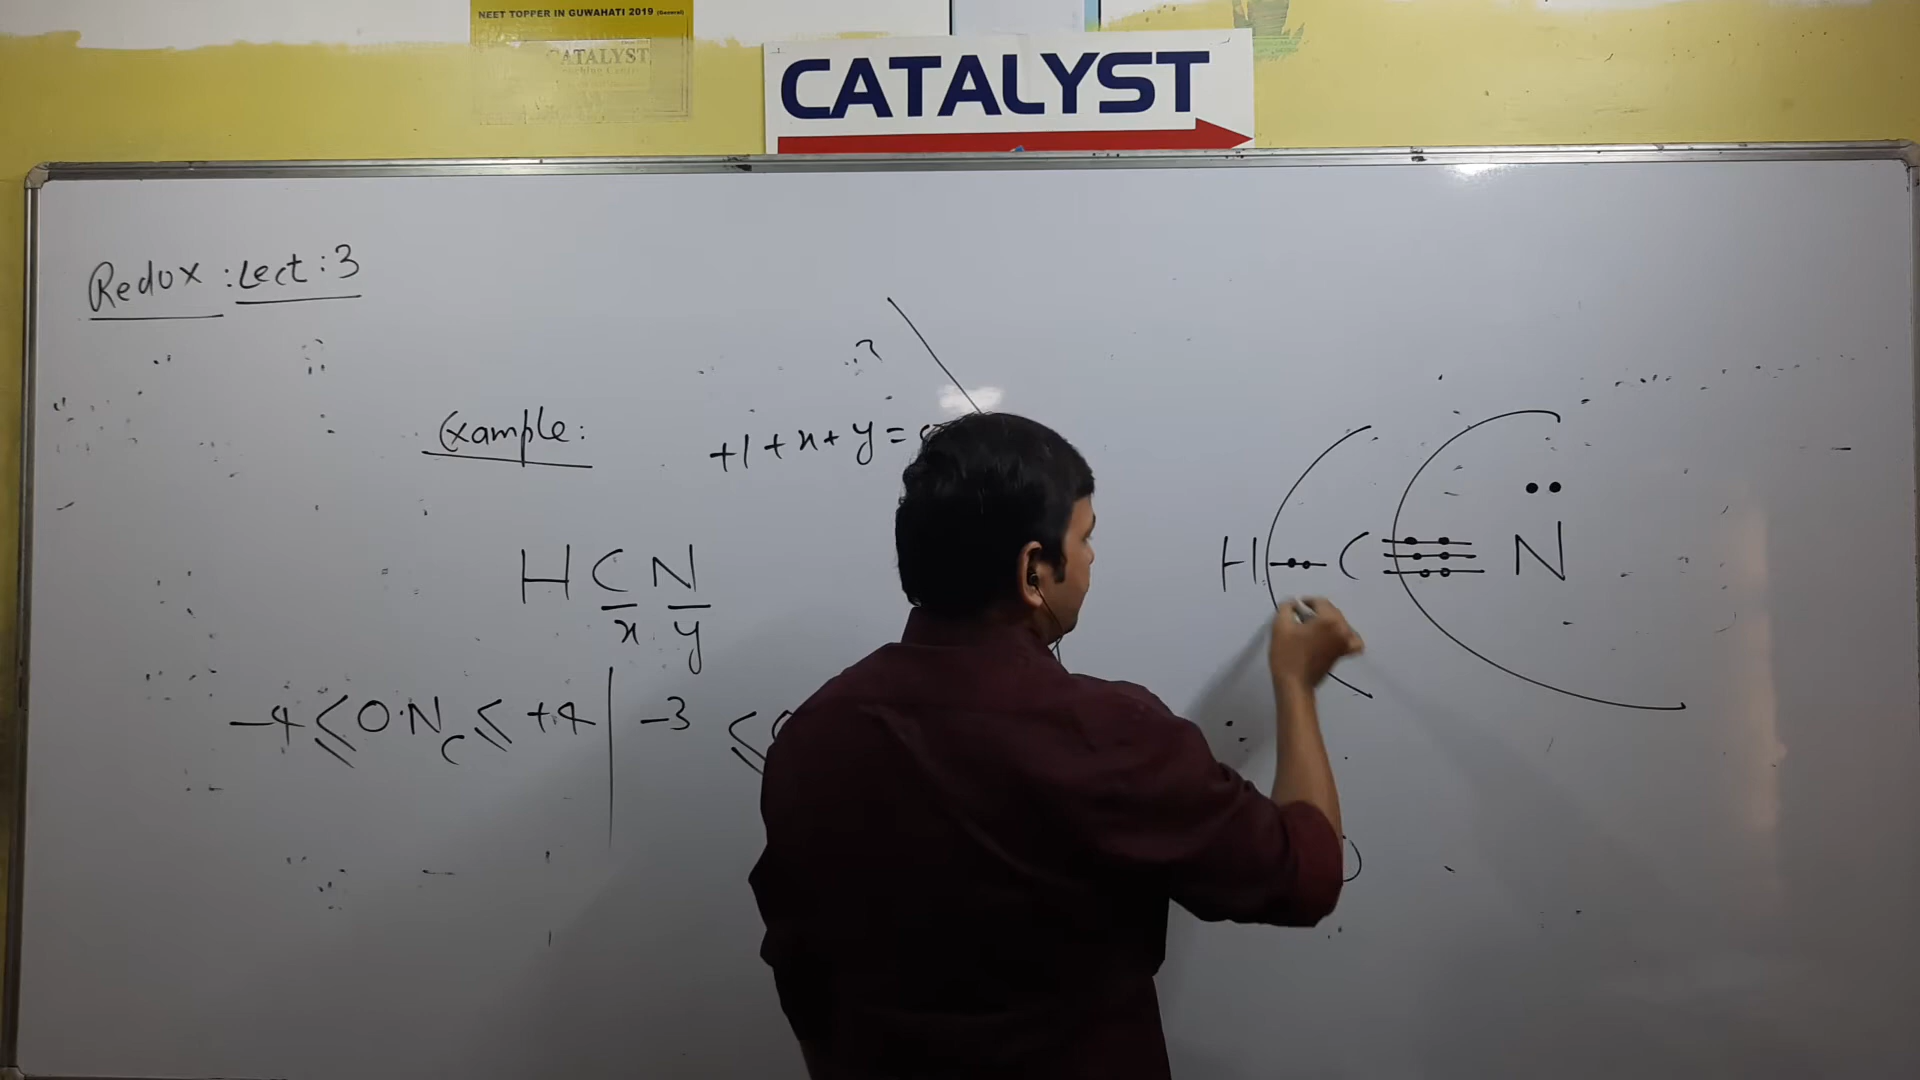 NEET TOPPER IN GUWAHATI 2019 (General)
CATALYST
CATALYST
Redox : Lect : 3
?
Example:
+1 + x + y =
H C N
x y
-4 ≤ O.N C ≤ +4 | -3 ≤
H - C ≡ N